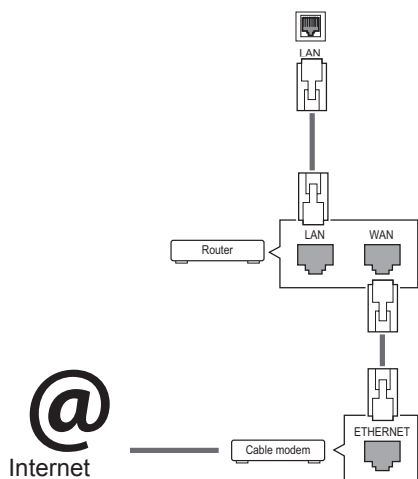 LAN
LAN WAN
Router
ETHERNET
@
Cable modem
Internet